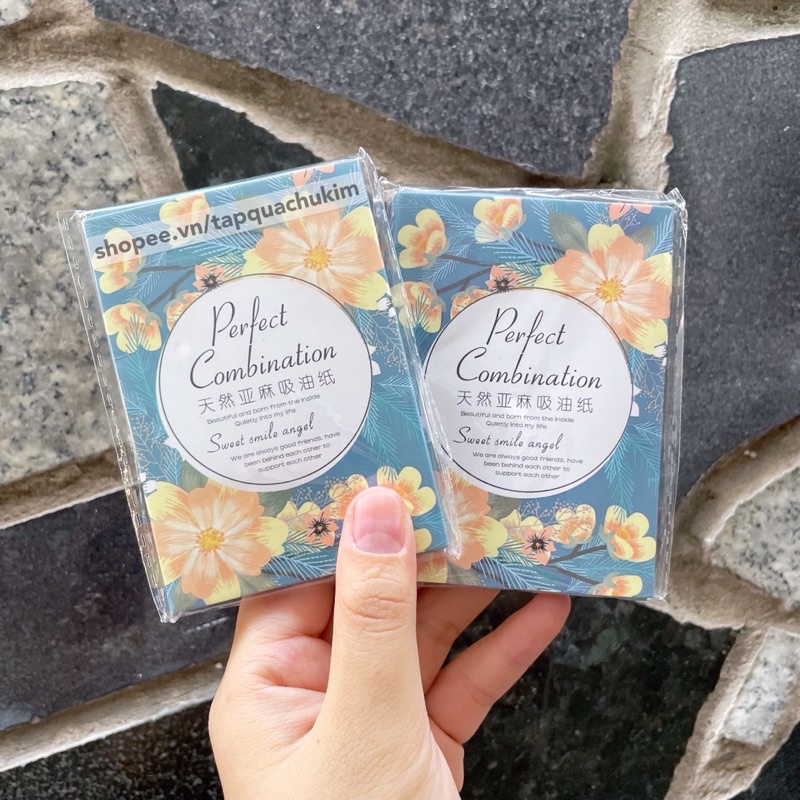 shopee.vn/tapquachukim
Perfect
Combination
天然亚麻吸油纸
Beautiful and born from the inside
Quietly into my life
Sweet smile angel
We are always good friends, have
been behind each other to
support each other
Perfect
Combination
天然亚麻吸油纸
Beautiful and born from the inside
Quietly into my life
Sweet smile angel
We are always good friends, have
been behind each other to
support each other